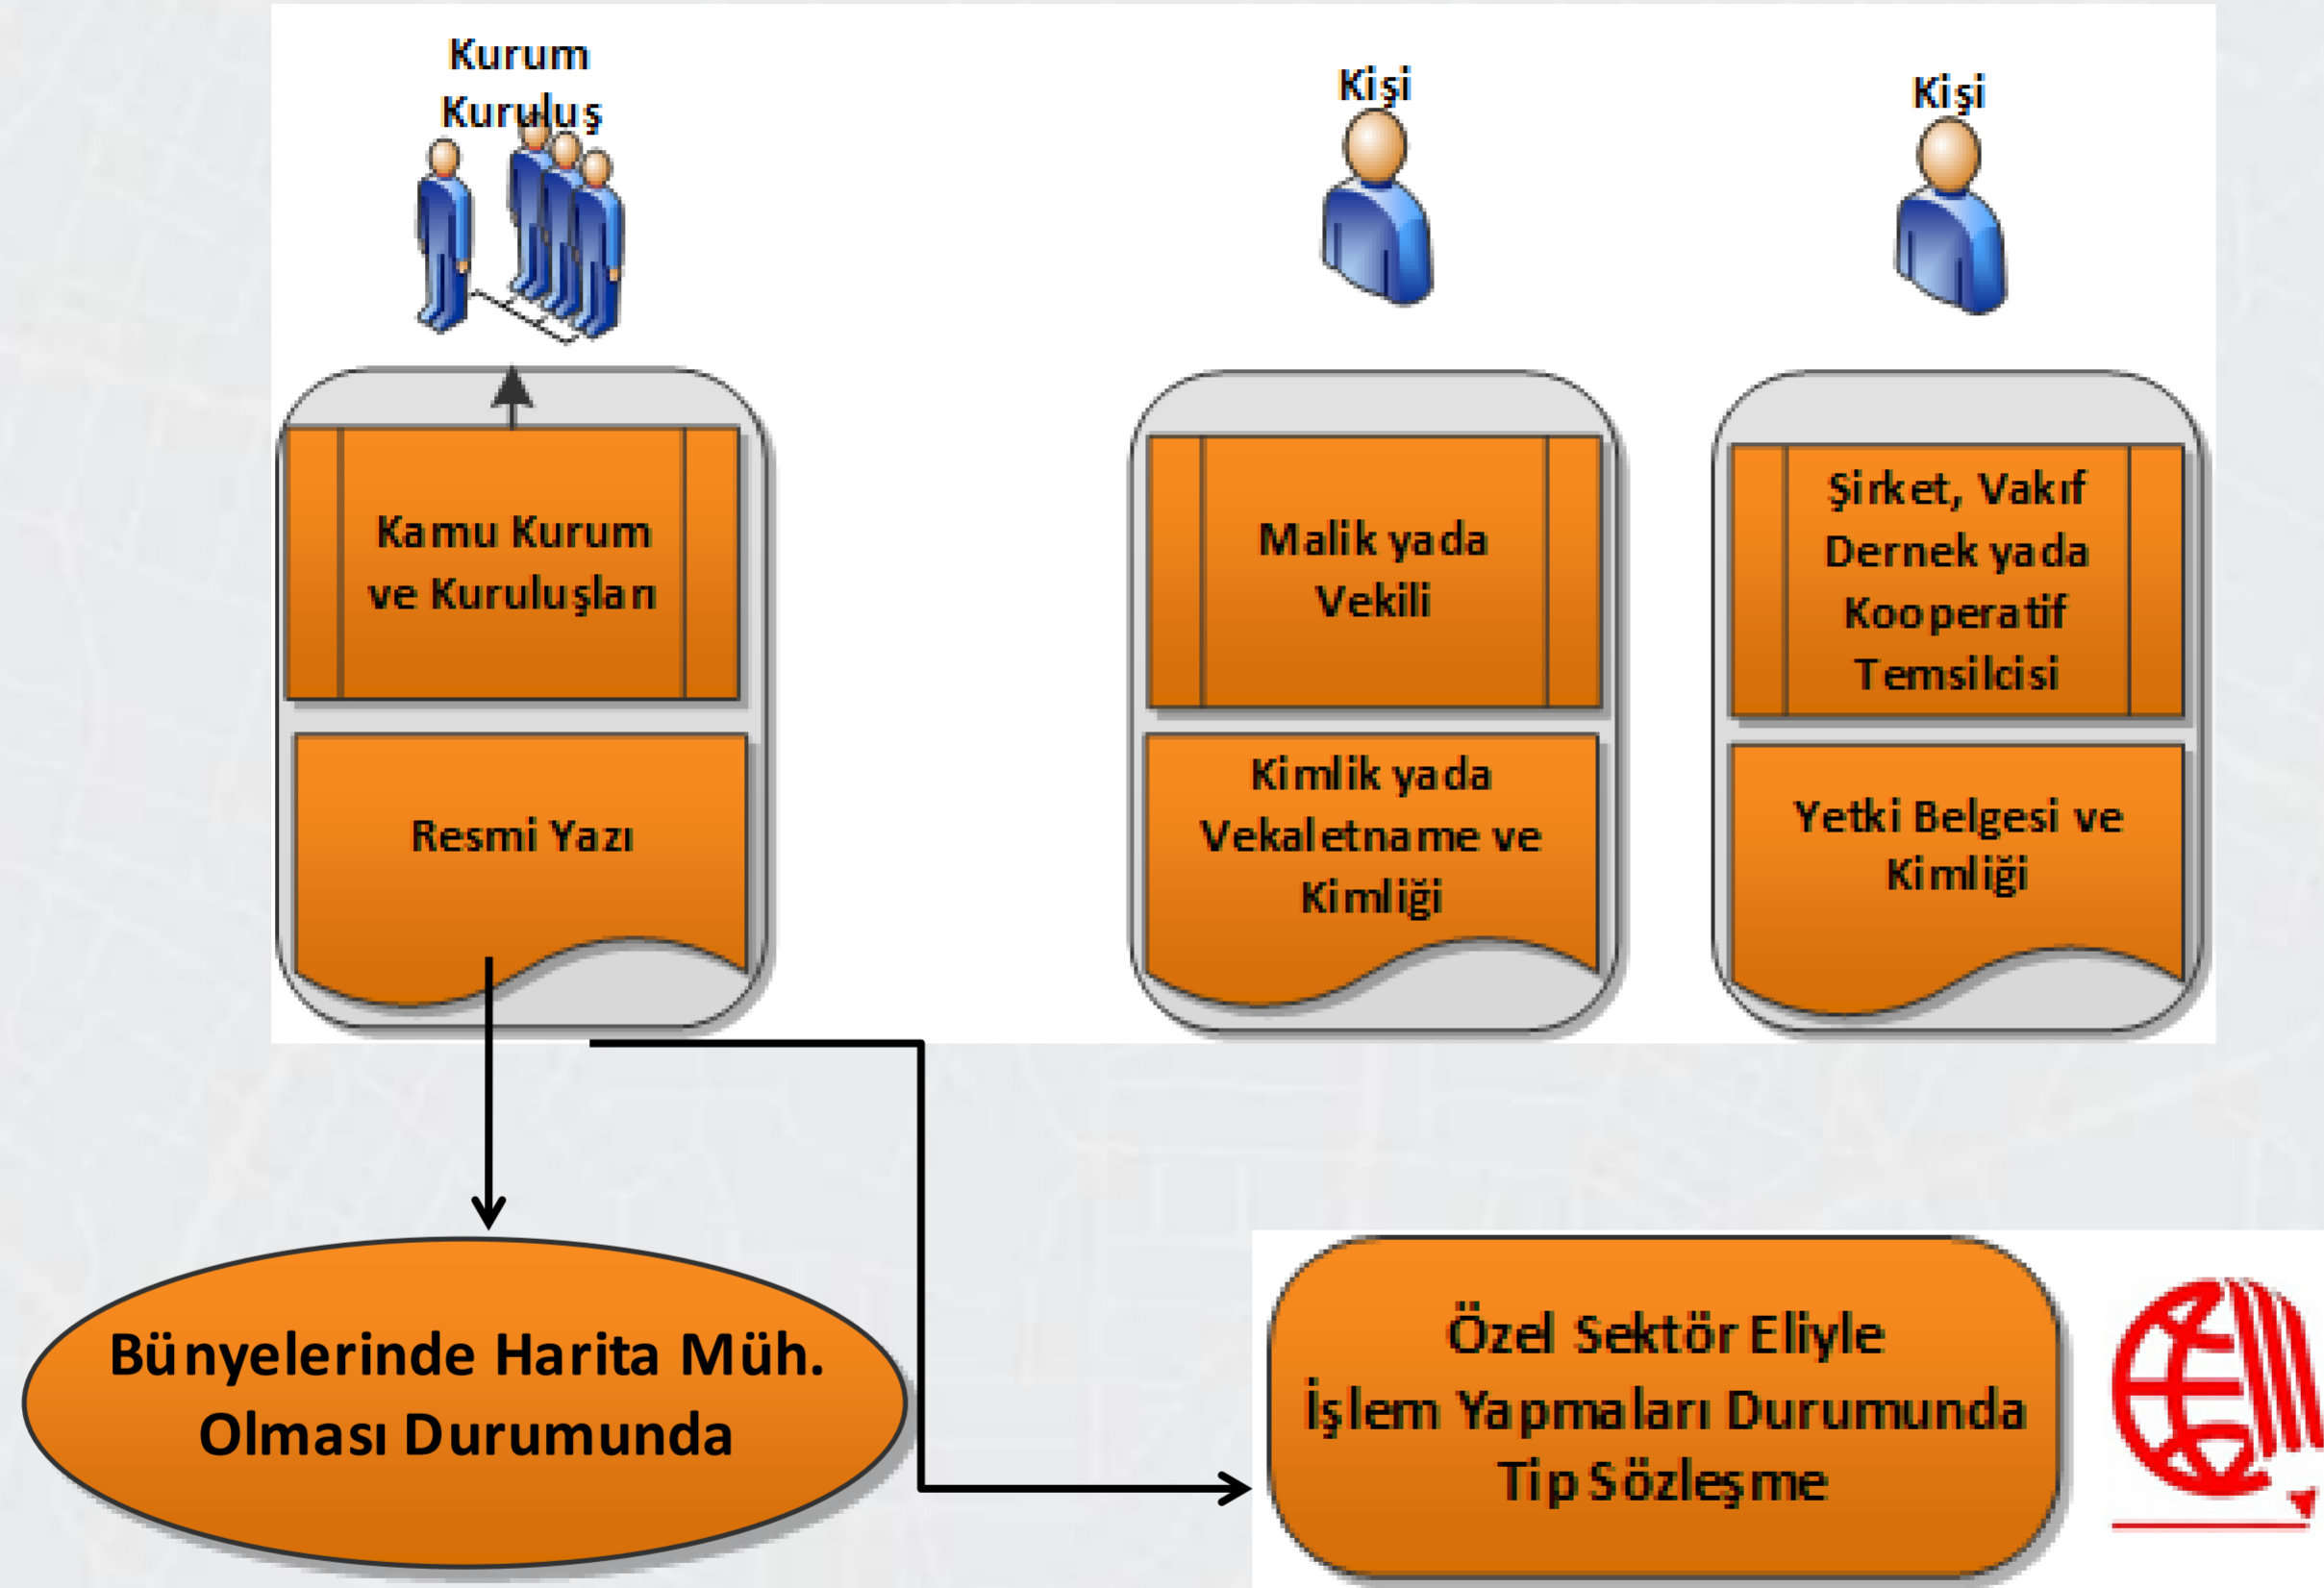 Kurum
Kuruluş
Kişi
Kişi
Kamu Kurum
ve Kuruluşları
Resmi Yazı
Malik yada
Vekili
Kimlik yada
Vekaletname ve
Kimliği
Şirket, Vakıf
Dernek yada
Kooperatif
Temsilcisi
Yetki Belgesi ve
Kimliği
Bünyelerinde Harita Müh.
Olması Durumunda
Özel Sektör Eliyle
İşlem Yapmaları Durumunda
Tip Sözleşme